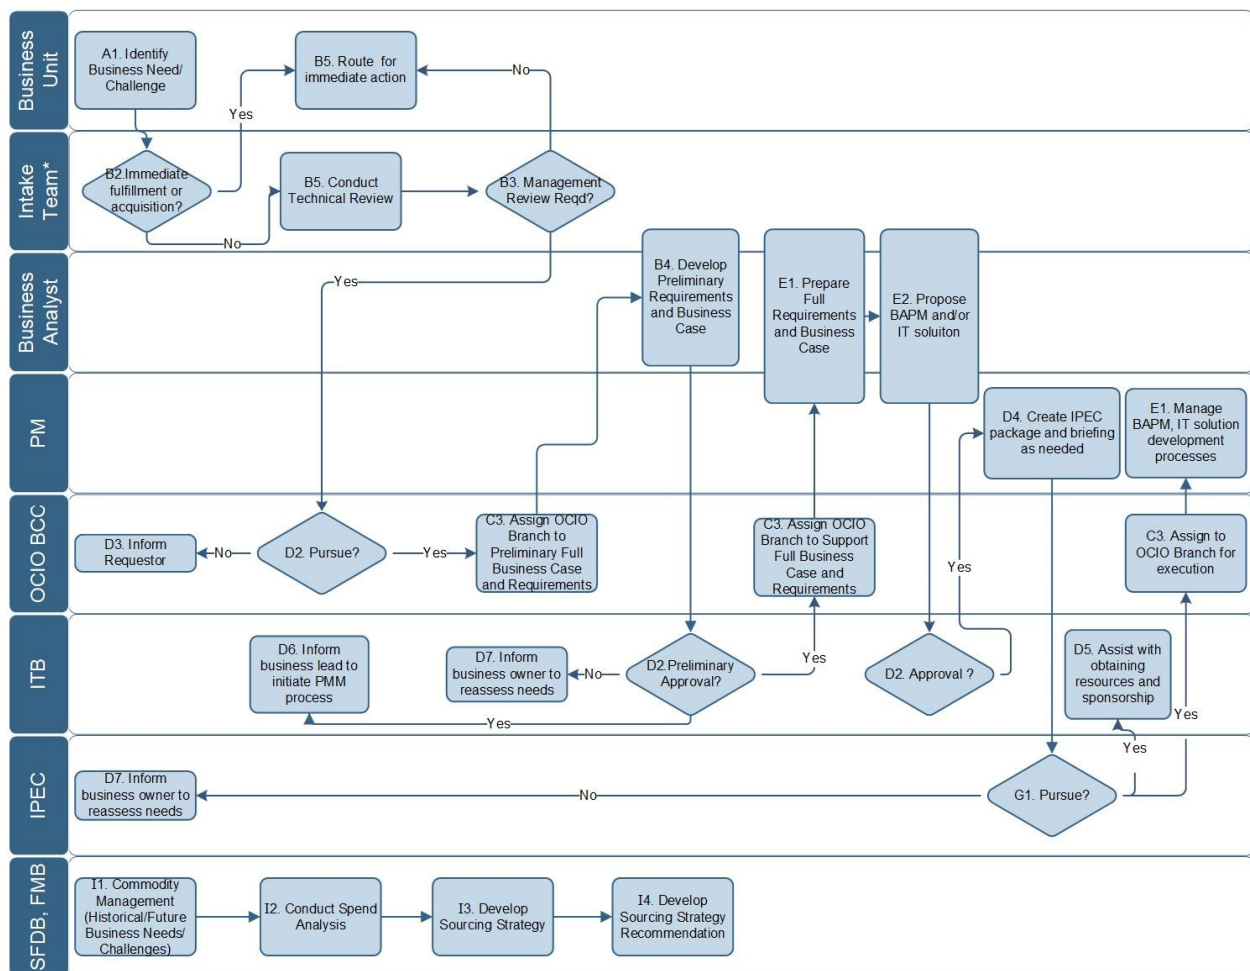 Business
Unit
A1. Identify
Business Need/
Challenge
B5. Route for
immediate action
No
Yes
Intake
Team*
B2.Immediate
fulfillment or
acquisition?
No
B5. Conduct
Technical Review
B3. Management
Review Reqd?
Yes
Business
Analyst
B4. Develop
Preliminary
Requirements
and Business
Case
E1. Prepare
Full
Requirements
and Business
Case
E2. Propose
BAPM and/or
IT soluiton
PM
D4. Create IPEC
package and briefing
as needed
E1. Manage
BAPM, IT solution
development
processes
OCIO BCC
D3. Inform
Requestor
No
D2. Pursue?
Yes
C3. Assign OCIO
Branch to
Preliminary Full
Business Case
and Requirements
C3. Assign OCIO
Branch to Support
Full Business
Case and
Requirements
Yes
C3. Assign to
OCIO Branch for
execution
ITB
D6. Inform
business lead to
initiate PMM
process
Yes
D7. Inform
business owner to
reassess needs
No
D2.Preliminary
Approval?
Yes
D2. Approval ?
D5. Assist with
obtaining
resources and
sponsorship
Yes
Yes
IPEC
D7. Inform
business owner to
reassess needs
No
G1. Pursue?
SFDB, FMB
I1. Commodity
Management
(Historical/Future
Business Needs/
Challenges)
I2. Conduct Spend
Analysis
I3. Develop
Sourcing Strategy
I4. Develop
Sourcing Strategy
Recommendation